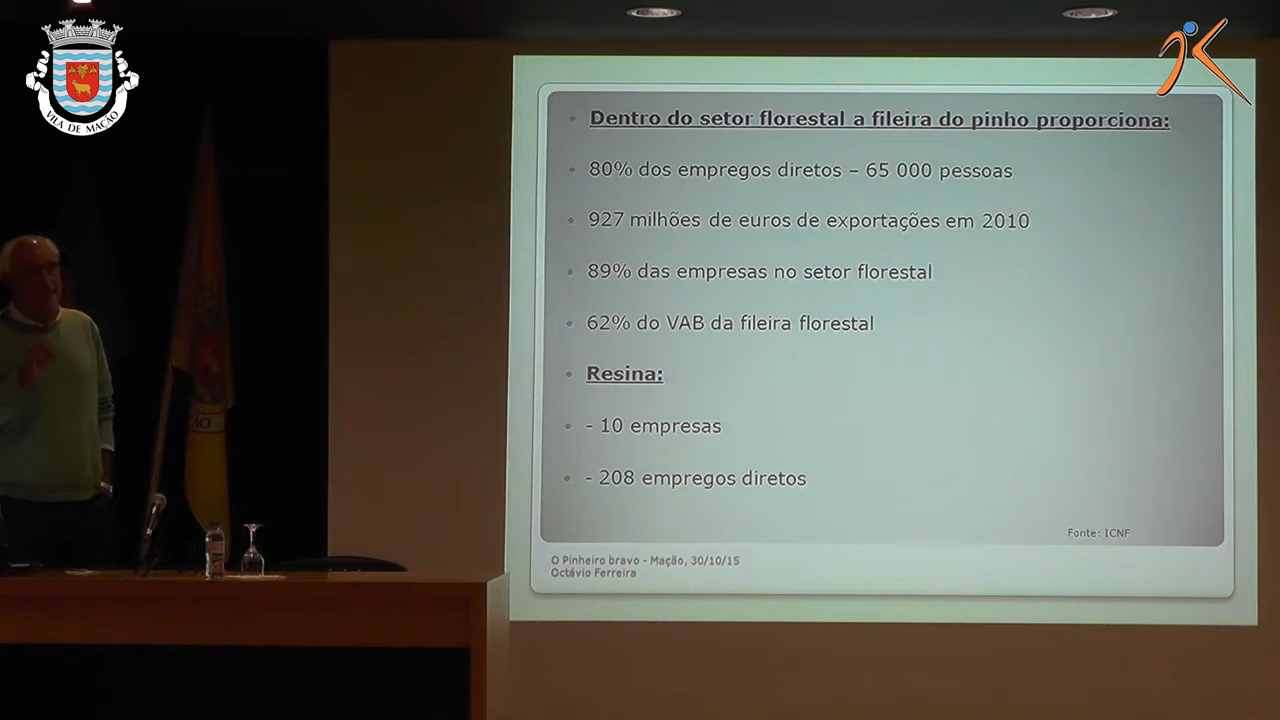 VILA DE MAÇÃO
Dentro do setor florestal a fileira do pinho proporciona:
80% dos empregos diretos – 65 000 pessoas
927 milhões de euros de exportações em 2010
89% das empresas no setor florestal
62% do VAB da fileira florestal
Resina:
- 10 empresas
- 208 empregos diretos
Fonte: ICNF
O Pinheiro bravo - Mação, 30/10/15
Octávio Ferreira